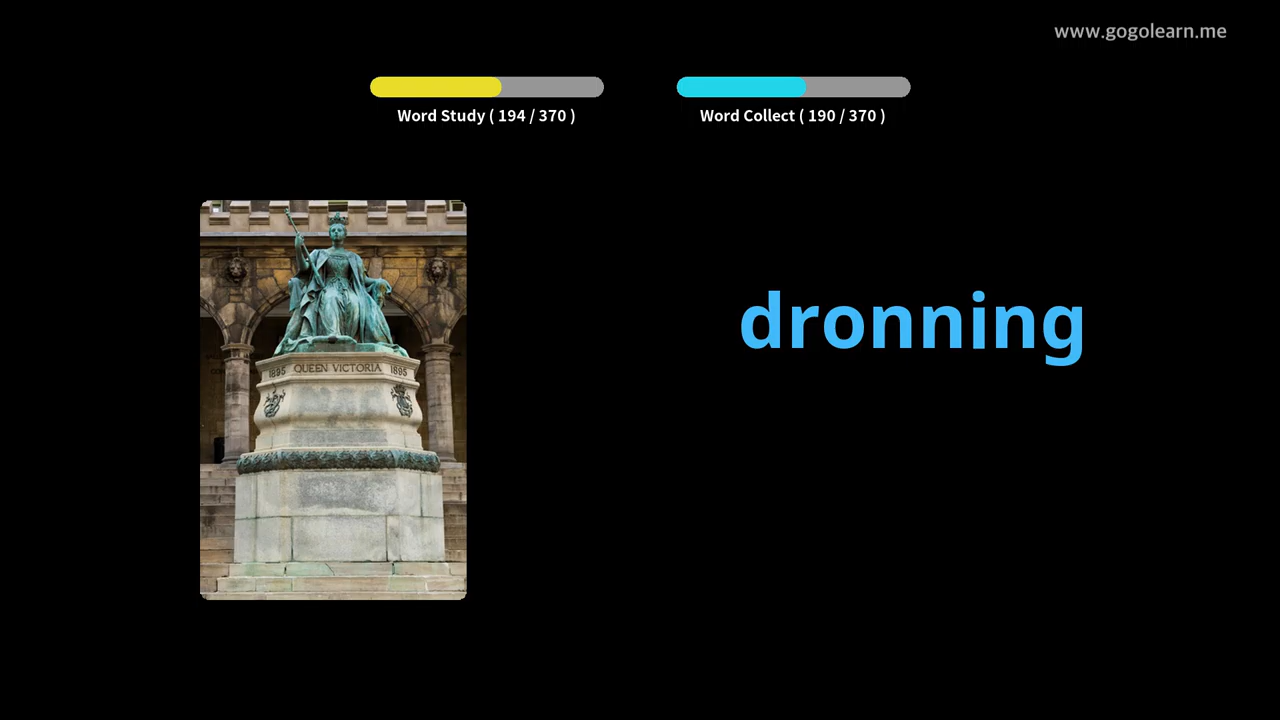 www.gogolearn.me
Word Study ( 194 / 370 )
Word Collect ( 190 / 370 )
1895 QUEEN VICTORIA 1895
dronning